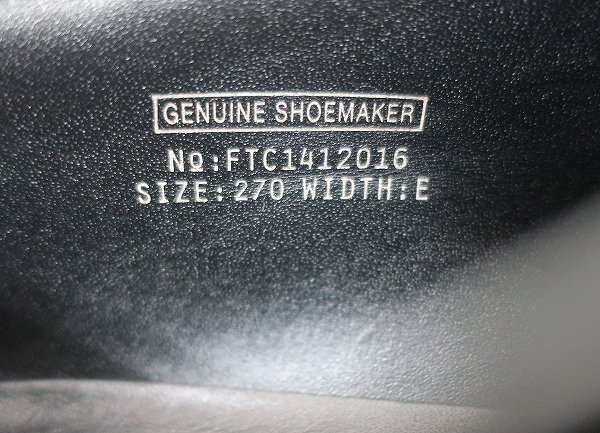 GENUINE SHOEMAKER
Nº:FTC1412016
SIZE:270 WIDTH:E